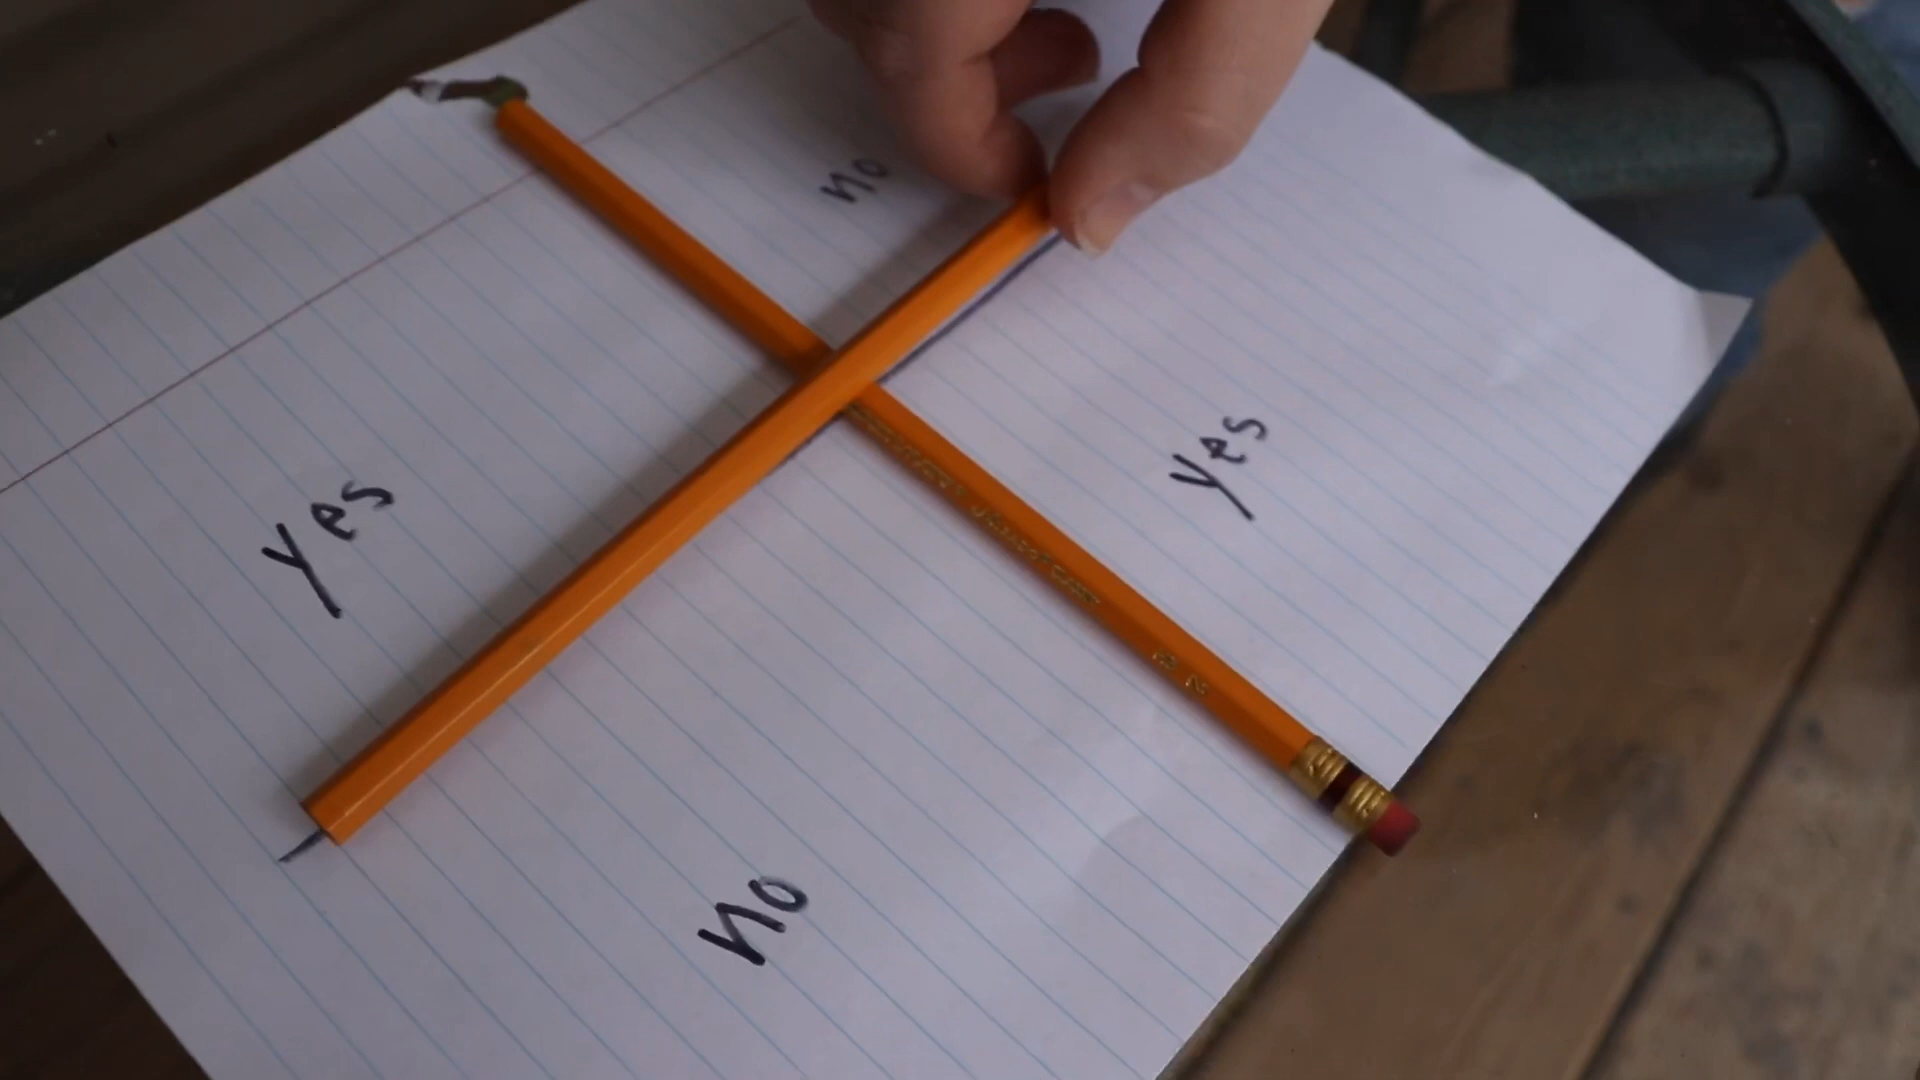 no
yes
yes
no